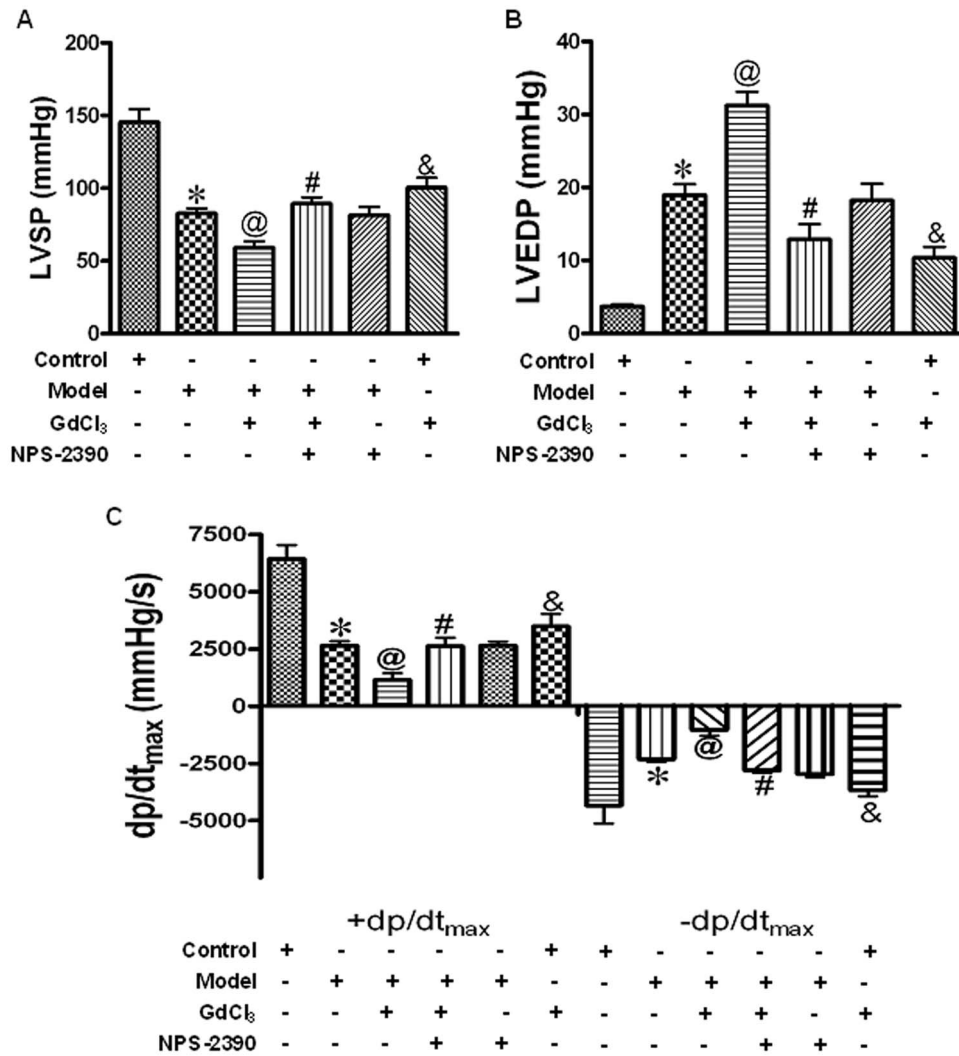 A
LVSP (mmHg)
200
150
100
50
0
* @ # &
Control + - - - - +
Model - + + + + -
GdCl₃ - - + + - +
NPS-2390 - - - + + -
B
LVEDP (mmHg)
40
30
20
10
0
* @ # &
Control + - - - - +
Model - + + + + -
GdCl₃ - - + + - +
NPS-2390 - - - + + -
C
dp/dtmax (mmHg/s)
7500
5000
2500
0
-2500
-5000
* @ # &
* @ # &
+dp/dtmax -dp/dtmax
Control + - - - - + + - - - - +
Model - + + + + - - + + + + -
GdCl₃ - - + + - + - - + + - +
NPS-2390 - - - + + - - - - + + -